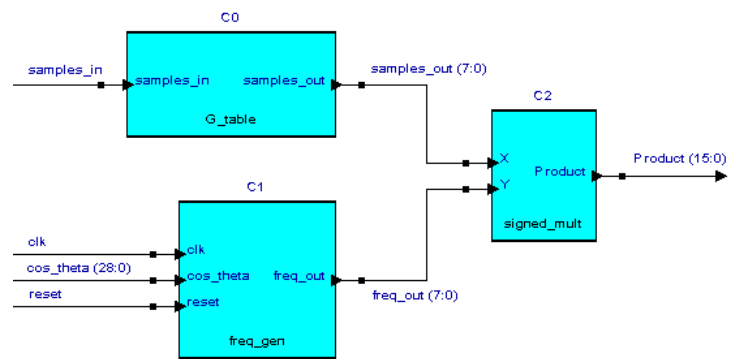 C0
samples_in
samples_in samples_out
samples_out (7:0)
G_table
C2
X
Y
Product
Product (15:0)
signed_mult
C1
clk
clk
cos_theta (28:0)
cos_theta freq_out
reset
reset
freq_out (7:0)
freq_gen